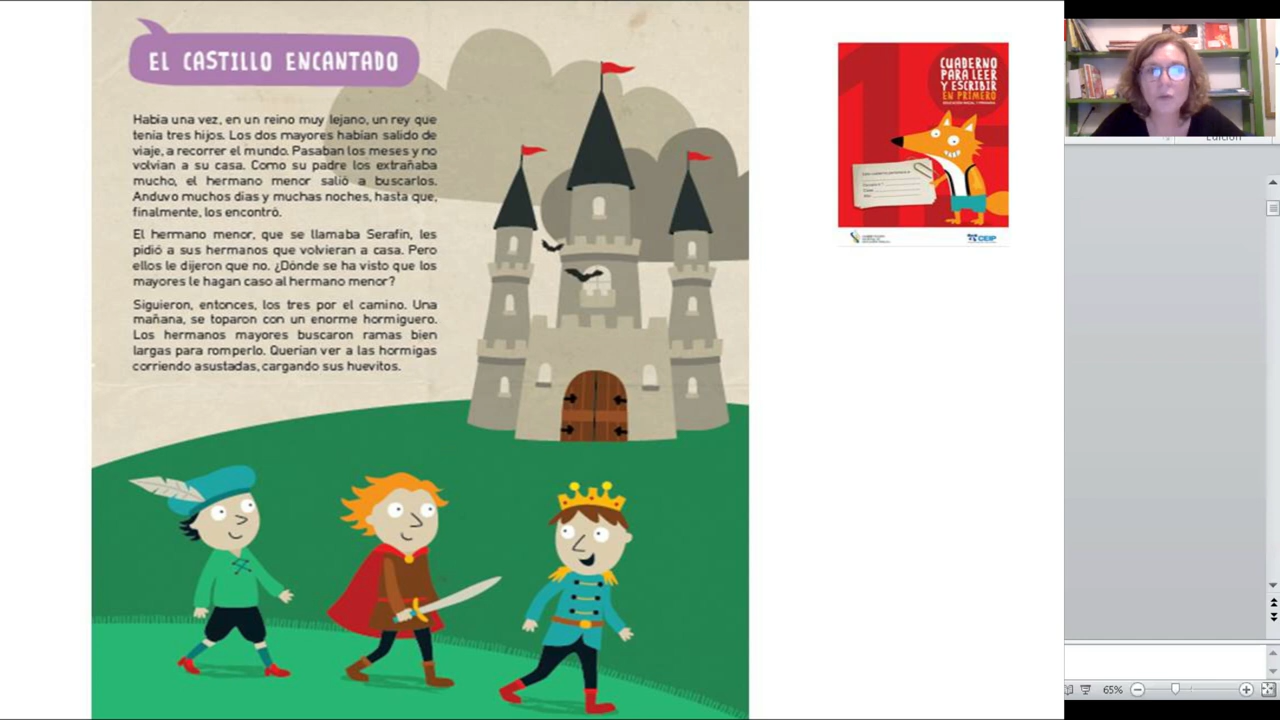 EL CASTILLO ENCANTADO
Había una vez, en un reino muy lejano, un rey que
tenía tres hijos. Los dos mayores habían salido de
viaje, a recorrer el mundo. Pasaban los meses y no
volvían a su casa. Como su padre los extrañaba
mucho, el hermano menor salió a buscarlos.
Anduvo muchos días y muchas noches, hasta que,
finalmente, los encontró.
El hermano menor, que se llamaba Serafín, les
pidió a sus hermanos que volvieran a casa. Pero
ellos le dijeron que no. ¿Dónde se ha visto que los
mayores le hagan caso al hermano menor?
Siguieron, entonces, los tres por el camino. Una
mañana, se toparon con un enorme hormiguero.
Los hermanos mayores buscaron ramas bien
largas para romperlo. Querían ver a las hormigas
corriendo asustadas, cargando sus huevitos.
CUADERNO
PARA LEER
Y ESCRIBIR
EN PRIMERO
CEIP
Edición
65%